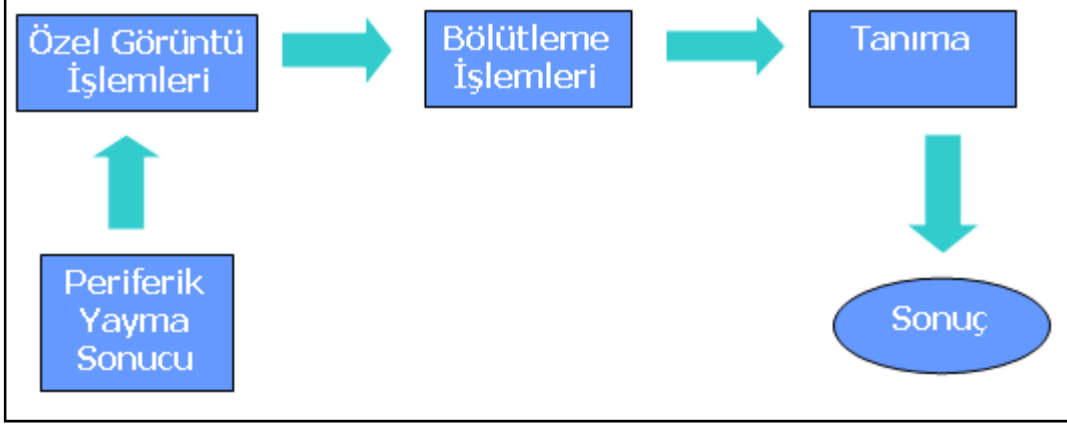 Özel Görüntü
İşlemleri
Bölütleme
İşlemleri
Tanıma
Periferik
Yayma
Sonucu
Sonuç